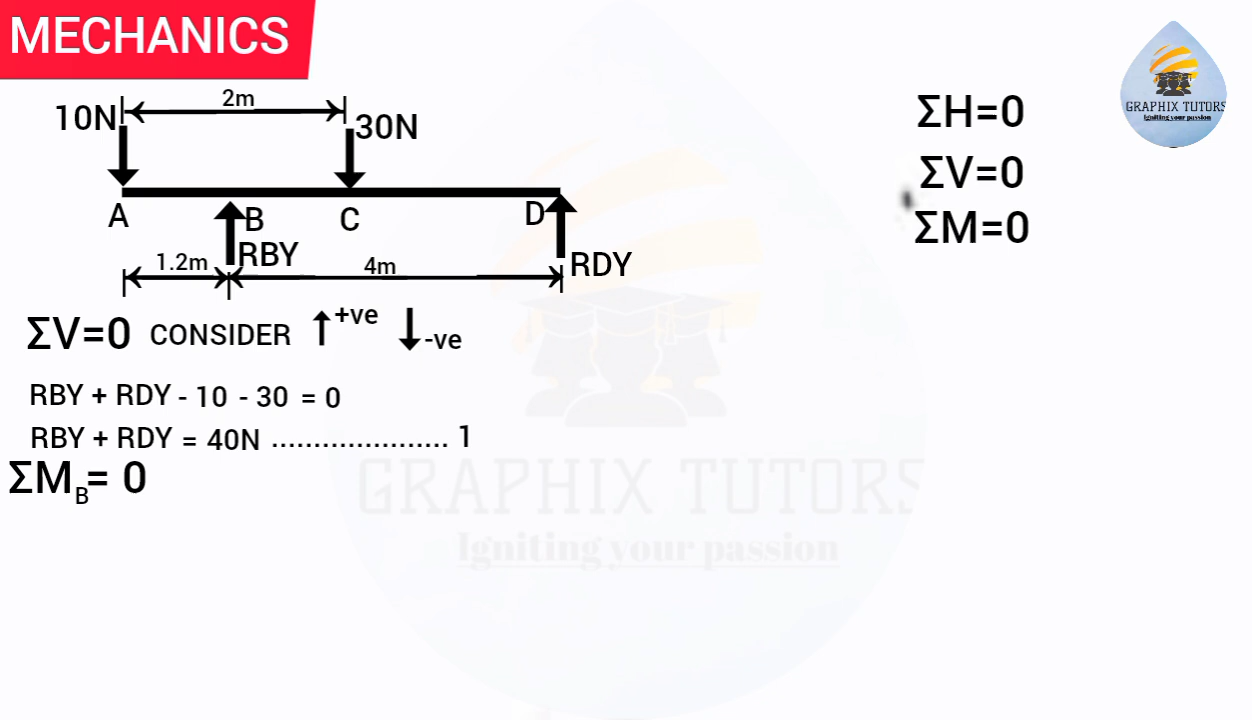 MECHANICS
2m
10N
30N
A
B
C
D
RBY
RDY
1.2m
4m
ΣH=0
ΣV=0
ΣM=0
GRAPHIX TUTORS
Igniting your passion
ΣV=0 CONSIDER +ve -ve
RBY + RDY - 10 - 30 = 0
RBY + RDY = 40N ..................... 1
ΣM_B = 0
GRAPHIX TUTORS
Igniting your passion